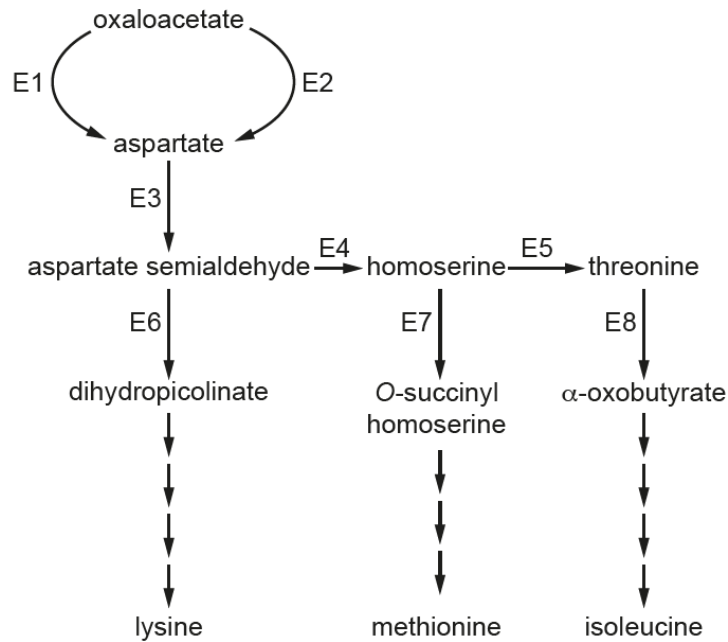 oxaloacetate
E1
E2
aspartate
E3
aspartate semialdehyde
E4
homoserine
E5
threonine
E6
E7
E8
dihydropicolinate
O-succinyl
homoserine
α-oxobutyrate
lysine
methionine
isoleucine